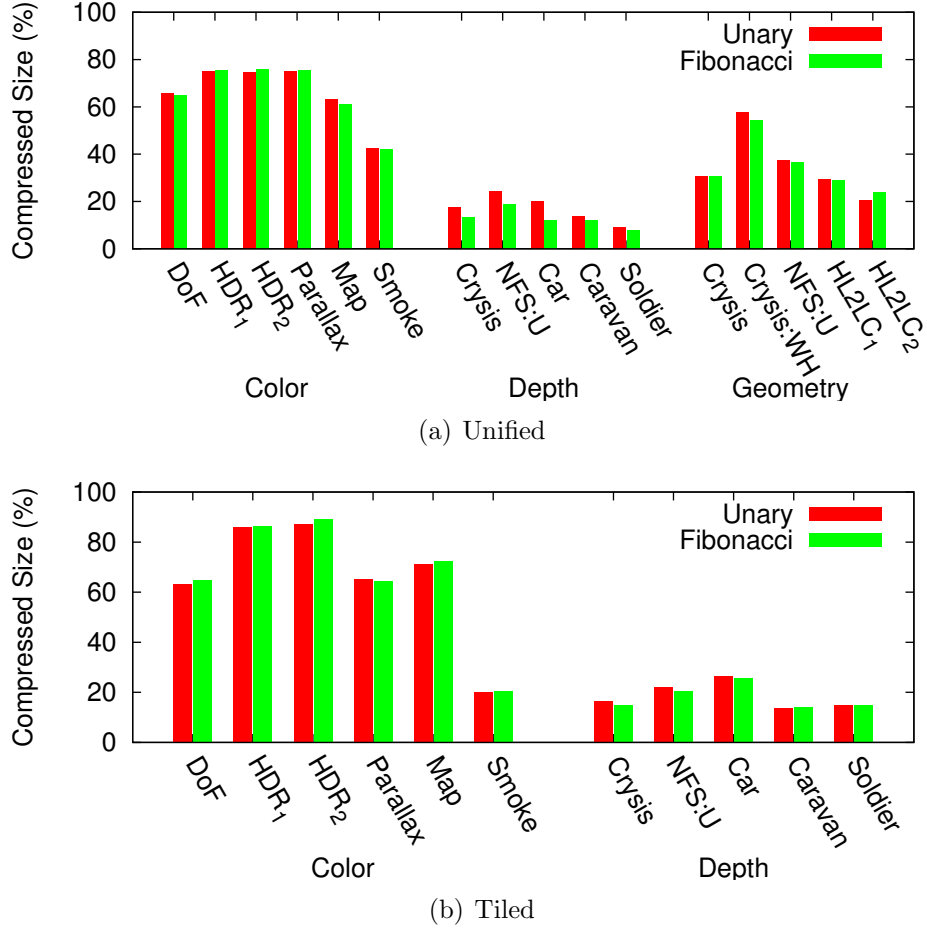 Compressed Size (%)
100
80
60
40
20
0
Unary
Fibonacci
DoF
HDR₁
HDR₂
Parallax
Map
Smoke
Crysis
NFS:U
Car
Caravan
Soldier
Crysis
Crysis:WH
NFS:U
HL2LC₁
HL2LC₂
Color
Depth
Geometry
(a) Unified
Compressed Size (%)
100
80
60
40
20
0
Unary
Fibonacci
DoF
HDR₁
HDR₂
Parallax
Map
Smoke
Crysis
NFS:U
Car
Caravan
Soldier
Color
Depth
(b) Tiled